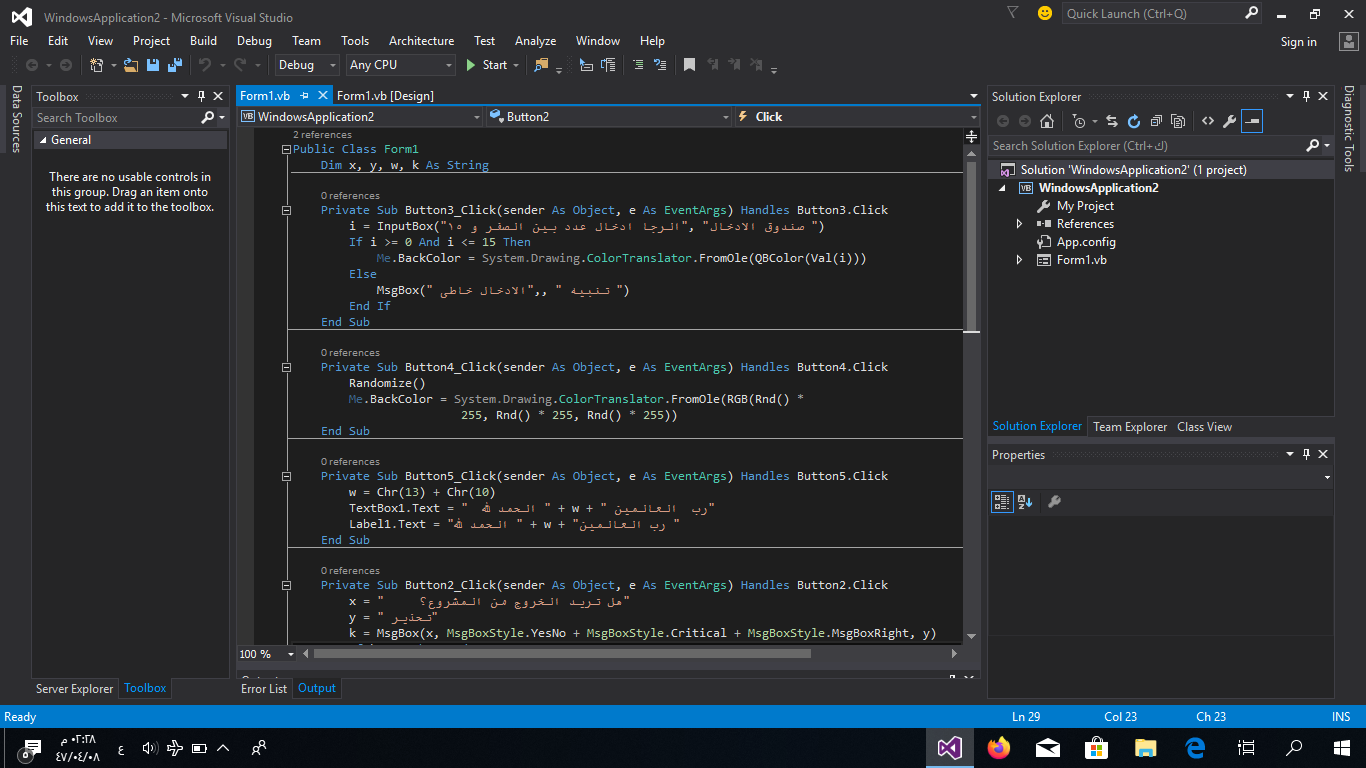 WindowsApplication2 - Microsoft Visual Studio
Quick Launch (Ctrl+Q)
File Edit View Project Build Debug Team Tools Architecture Test Analyze Window Help
Sign in
Debug Any CPU Start
Data Sources
Toolbox
Search Toolbox
General
There are no usable controls in
this group. Drag an item onto
this text to add it to the toolbox.
Server Explorer Toolbox
Form1.vb Form1.vb [Design]
WindowsApplication2 Button2 Click
2 references
Public Class Form1
Dim x, y, w, k As String
0 references
Private Sub Button3_Click(sender As Object, e As EventArgs) Handles Button3.Click
i = InputBox("الرجا ادخال عدد بين الصفر و ١٥", "صندوق الادخال ")
If i >= 0 And i <= 15 Then
Me.BackColor = System.Drawing.ColorTranslator.FromOle(QBColor(Val(i)))
Else
MsgBox(" الادخال خاطى",, " تنبيه ")
End If
End Sub
0 references
Private Sub Button4_Click(sender As Object, e As EventArgs) Handles Button4.Click
Randomize()
Me.BackColor = System.Drawing.ColorTranslator.FromOle(RGB(Rnd() *
255, Rnd() * 255, Rnd() * 255))
End Sub
0 references
Private Sub Button5_Click(sender As Object, e As EventArgs) Handles Button5.Click
w = Chr(13) + Chr(10)
TextBox1.Text = " الحمد لله " + w + " رب العالمين"
Label1.Text = "الحمد لله " + w + "رب العالمين "
End Sub
0 references
Private Sub Button2_Click(sender As Object, e As EventArgs) Handles Button2.Click
x = " هل تريد الخروج من المشروع؟"
y = " تحذير"
k = MsgBox(x, MsgBoxStyle.YesNo + MsgBoxStyle.Critical + MsgBoxStyle.MsgBoxRight, y)
100 %
Error List Output
Solution Explorer
Search Solution Explorer (Ctrl+ك)
Solution 'WindowsApplication2' (1 project)
WindowsApplication2
My Project
References
App.config
Form1.vb
Solution Explorer Team Explorer Class View
Properties
Diagnostic Tools
Ready Ln 29 Col 23 Ch 23 INS
٠٢:٢٨ م
٤٧/٠٤/٠٨
ع